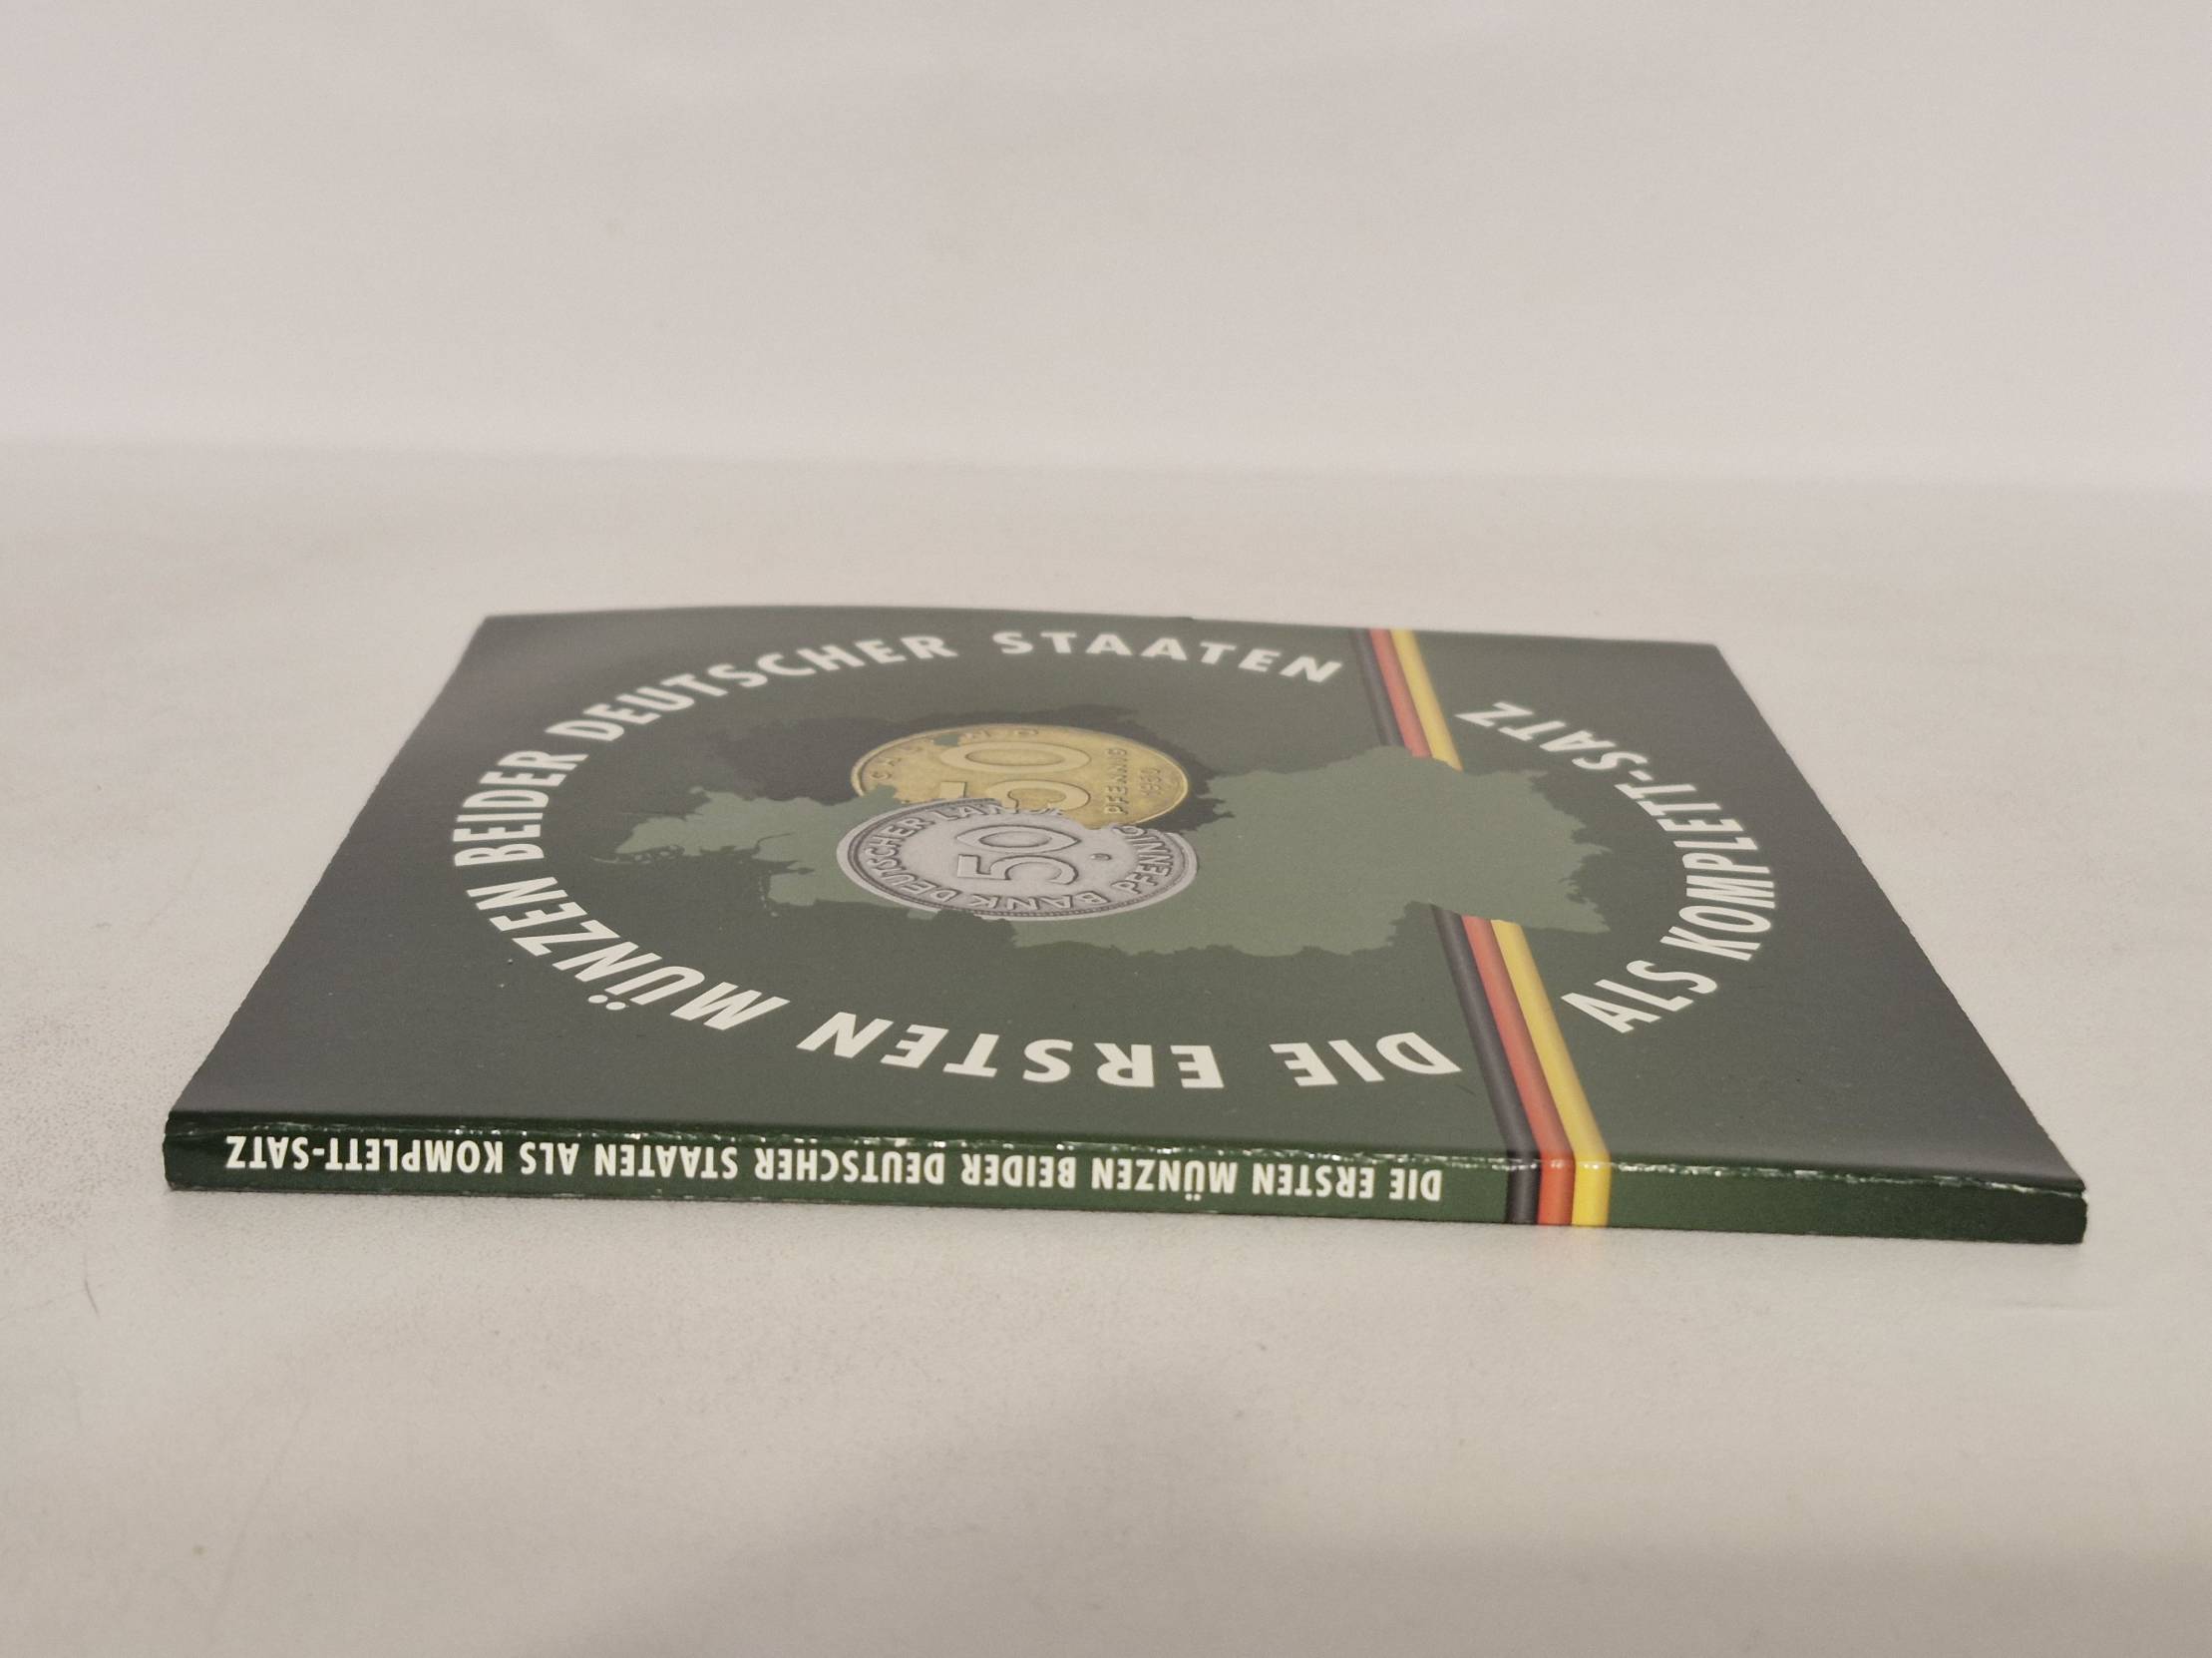 DIE ERSTEN MÜNZEN BEIDER DEUTSCHER STAATEN
ALS KOMPLETT-SATZ
50
PFENNIG
1950
BANK DEUTSCHER
50
PFENNIG
DIE ERSTEN MÜNZEN BEIDER DEUTSCHER STAATEN ALS KOMPLETT-SATZ